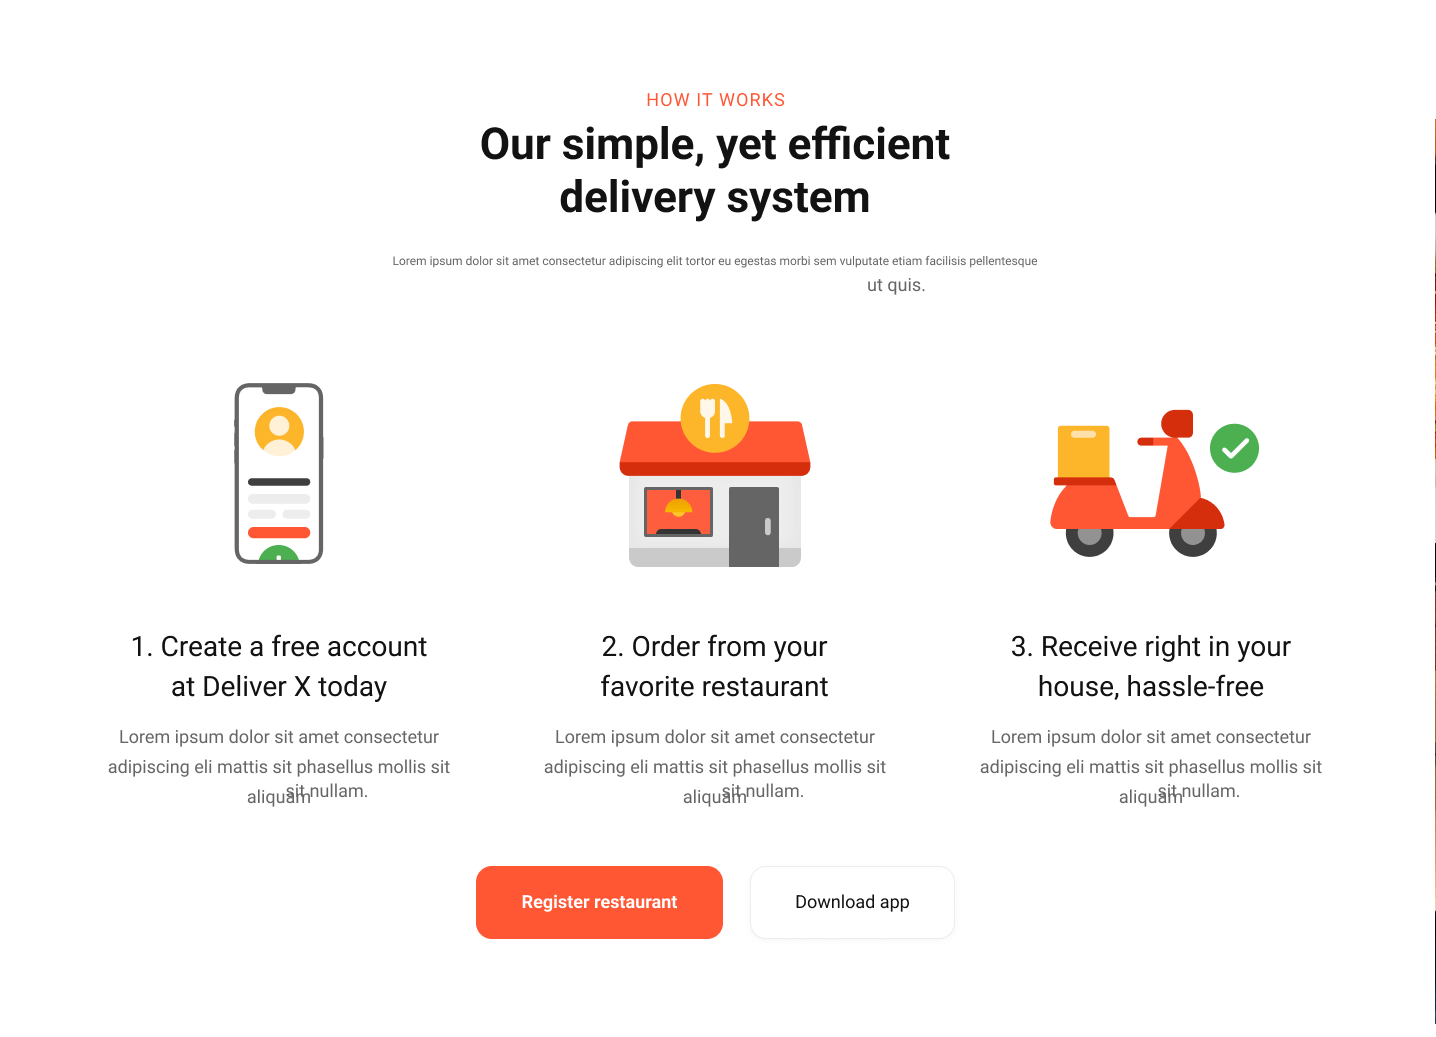 HOW IT WORKS
Our simple, yet efficient
delivery system
Lorem ipsum dolor sit amet consectetur adipiscing elit tortor eu egestas morbi sem vulputate etiam facilisis pellentesque
ut quis.
1. Create a free account
at Deliver X today
Lorem ipsum dolor sit amet consectetur
adipiscing eli mattis sit phasellus mollis sit
aliquam sit nullam.
2. Order from your
favorite restaurant
Lorem ipsum dolor sit amet consectetur
adipiscing eli mattis sit phasellus mollis sit
aliquam sit nullam.
3. Receive right in your
house, hassle-free
Lorem ipsum dolor sit amet consectetur
adipiscing eli mattis sit phasellus mollis sit
aliquam sit nullam.
Register restaurant
Download app